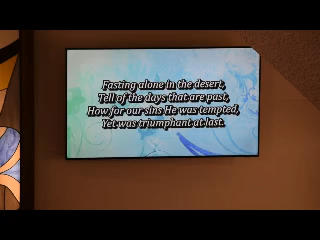 Fasting alone in the desert,
Tell of the days that are past,
How for our sins He was tempted,
Yet was triumphant at last.